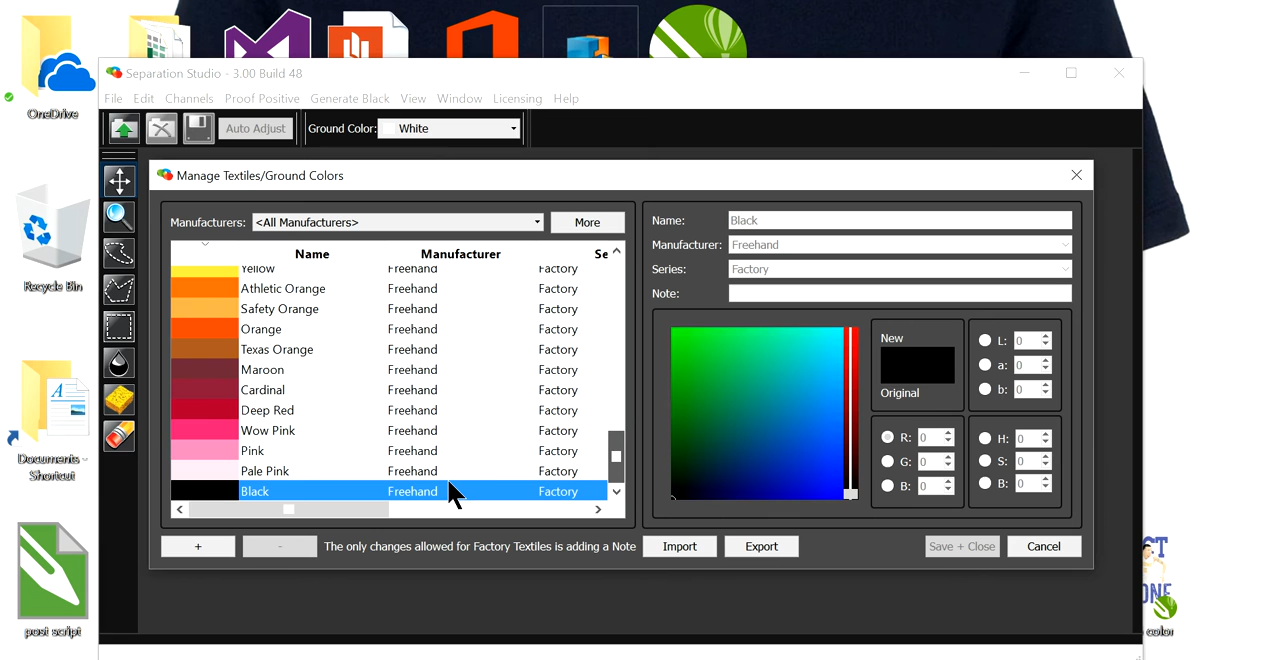 OneDrive
Recycle Bin
Documents -
Shortcut
post script
Separation Studio - 3.00 Build 48
File Edit Channels Proof Positive Generate Black View Window Licensing Help
Auto Adjust Ground Color: White
Manage Textiles/Ground Colors
Manufacturers: <All Manufacturers> More
Name Manufacturer Se
Yellow Freehand Factory
Athletic Orange Freehand Factory
Safety Orange Freehand Factory
Orange Freehand Factory
Texas Orange Freehand Factory
Maroon Freehand Factory
Cardinal Freehand Factory
Deep Red Freehand Factory
Wow Pink Freehand Factory
Pink Freehand Factory
Pale Pink Freehand Factory
Black Freehand Factory
+ - The only changes allowed for Factory Textiles is adding a Note
Name: Black
Manufacturer: Freehand
Series: Factory
Note:
New
Original
L: 0
a: 0
b: 0
R: 0
G: 0
B: 0
H: 0
S: 0
B: 0
Import Export Save + Close Cancel
CT
ONE
color